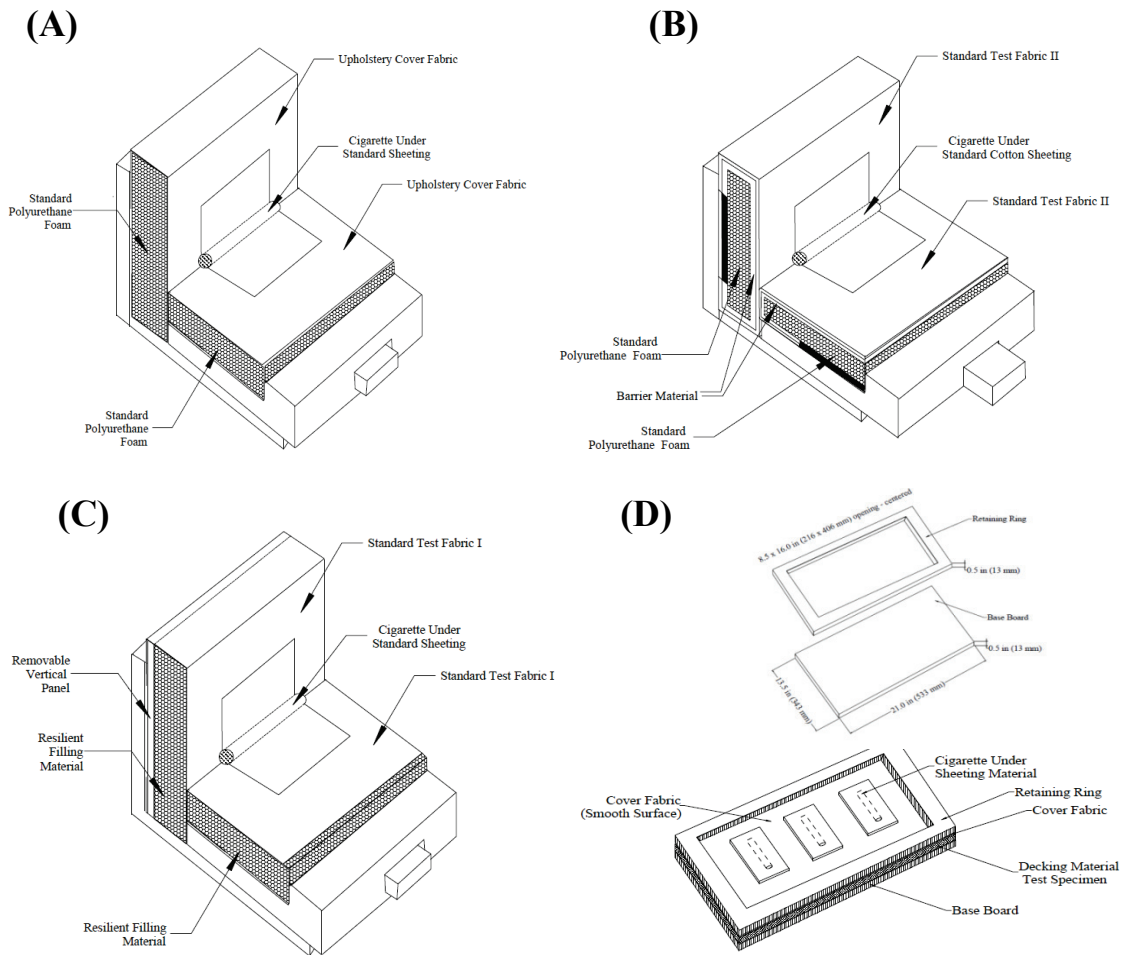 (A)
Upholstery Cover Fabric
Cigarette Under
Standard Sheeting
Upholstery Cover Fabric
Standard
Polyurethane
Foam
Standard
Polyurethane
Foam
(B)
Standard Test Fabric II
Cigarette Under
Standard Cotton Sheeting
Standard Test Fabric II
Standard
Polyurethane Foam
Barrier Material
Standard
Polyurethane Foam
(C)
Standard Test Fabric I
Cigarette Under
Standard Sheeting
Standard Test Fabric I
Removable
Vertical
Panel
Resilient
Filling
Material
Resilient Filling
Material
(D)
8.5 x 16.0 in (216 x 406 mm) opening - centered
Retaining Ring
0.5 in (13 mm)
Base Board
0.5 in (13 mm)
13.5 in (343 mm)
21.0 in (533 mm)
Cigarette Under
Sheeting Material
Cover Fabric
(Smooth Surface)
Retaining Ring
Cover Fabric
Decking Material
Test Specimen
Base Board